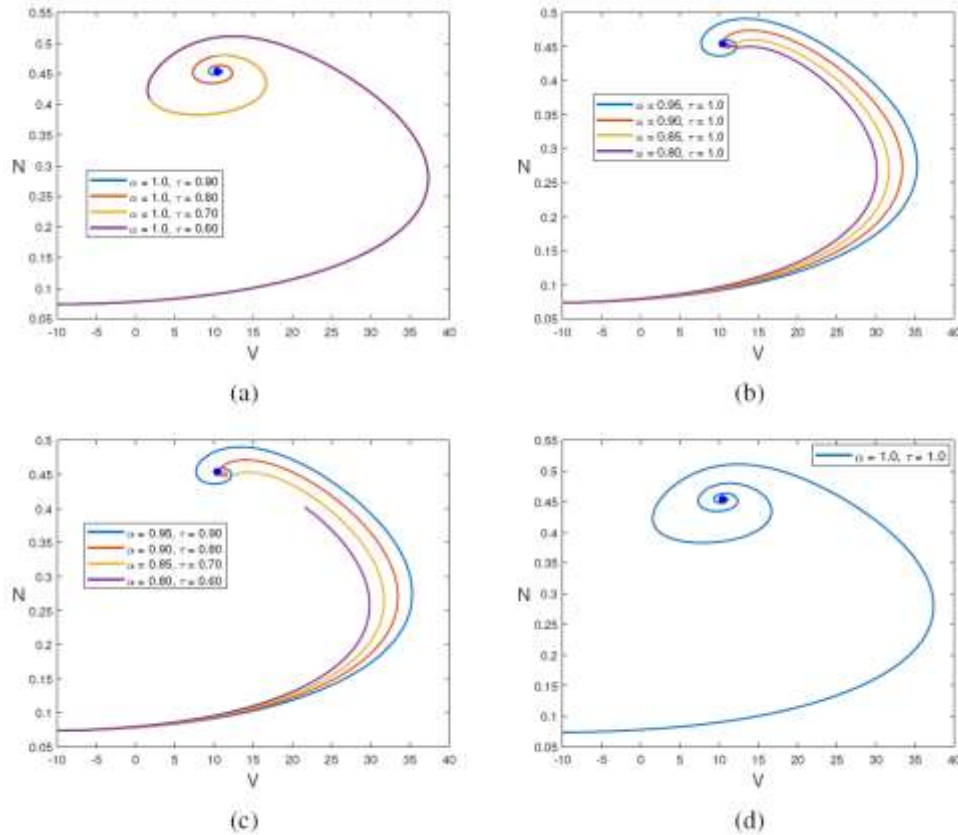 0.55
0.5
0.45
0.4
0.35
0.3
0.25
0.2
0.15
0.1
0.05
N
α = 1.0, τ = 0.90
α = 1.0, τ = 0.80
α = 1.0, τ = 0.70
α = 1.0, τ = 0.60
-10 -5 0 5 10 15 20 25 30 35 40
V
(a)
0.5
0.45
0.4
0.35
0.3
0.25
0.2
0.15
0.1
0.05
N
α = 0.95, τ = 1.0
α = 0.90, τ = 1.0
α = 0.85, τ = 1.0
α = 0.80, τ = 1.0
-10 -5 0 5 10 15 20 25 30 35 40
V
(b)
0.5
0.45
0.4
0.35
0.3
0.25
0.2
0.15
0.1
0.05
N
α = 0.95, τ = 0.90
α = 0.90, τ = 0.80
α = 0.85, τ = 0.70
α = 0.80, τ = 0.60
-10 -5 0 5 10 15 20 25 30 35 40
V
(c)
0.55
0.5
0.45
0.4
0.35
0.3
0.25
0.2
0.15
0.1
0.05
N
α = 1.0, τ = 1.0
-10 -5 0 5 10 15 20 25 30 35 40
V
(d)